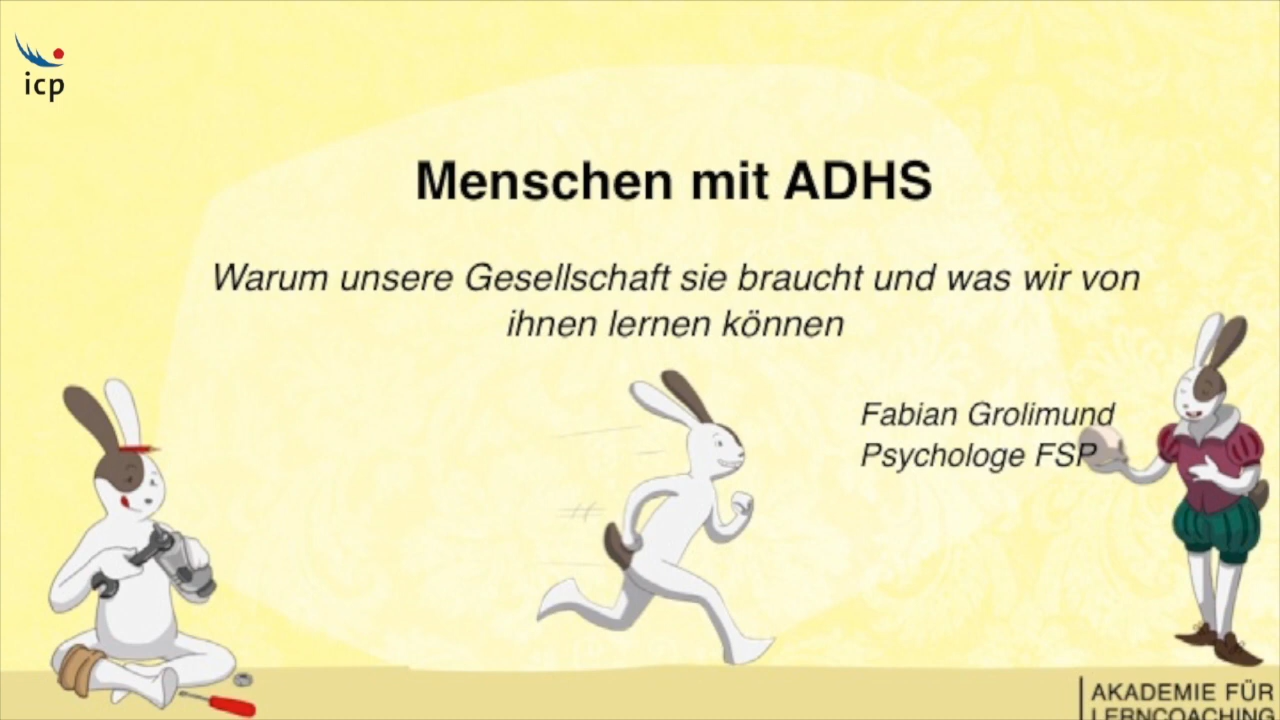 icp
Menschen mit ADHS
Warum unsere Gesellschaft sie braucht und was wir von
ihnen lernen können
Fabian Grolimund
Psychologe FSP
AKADEMIE FÜR
LERNCOACHING